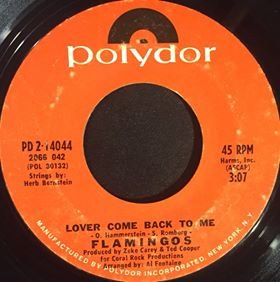 polydor
PD 2-14044
2066 042
(POL 30132)
Strings by:
Herb Bernstein
45 RPM
Harms, Inc.
(ASCAP)
3:07
LOVER COME BACK TO ME
- O. Hammerstein - S. Romberg -
FLAMINGOS
Produced by Zeke Carey & Ted Cooper
for Coral Rock Productions
Arranged by: Al Fontaine
MANUFACTURED BY POLYDOR INCORPORATED, NEW YORK, N.Y.